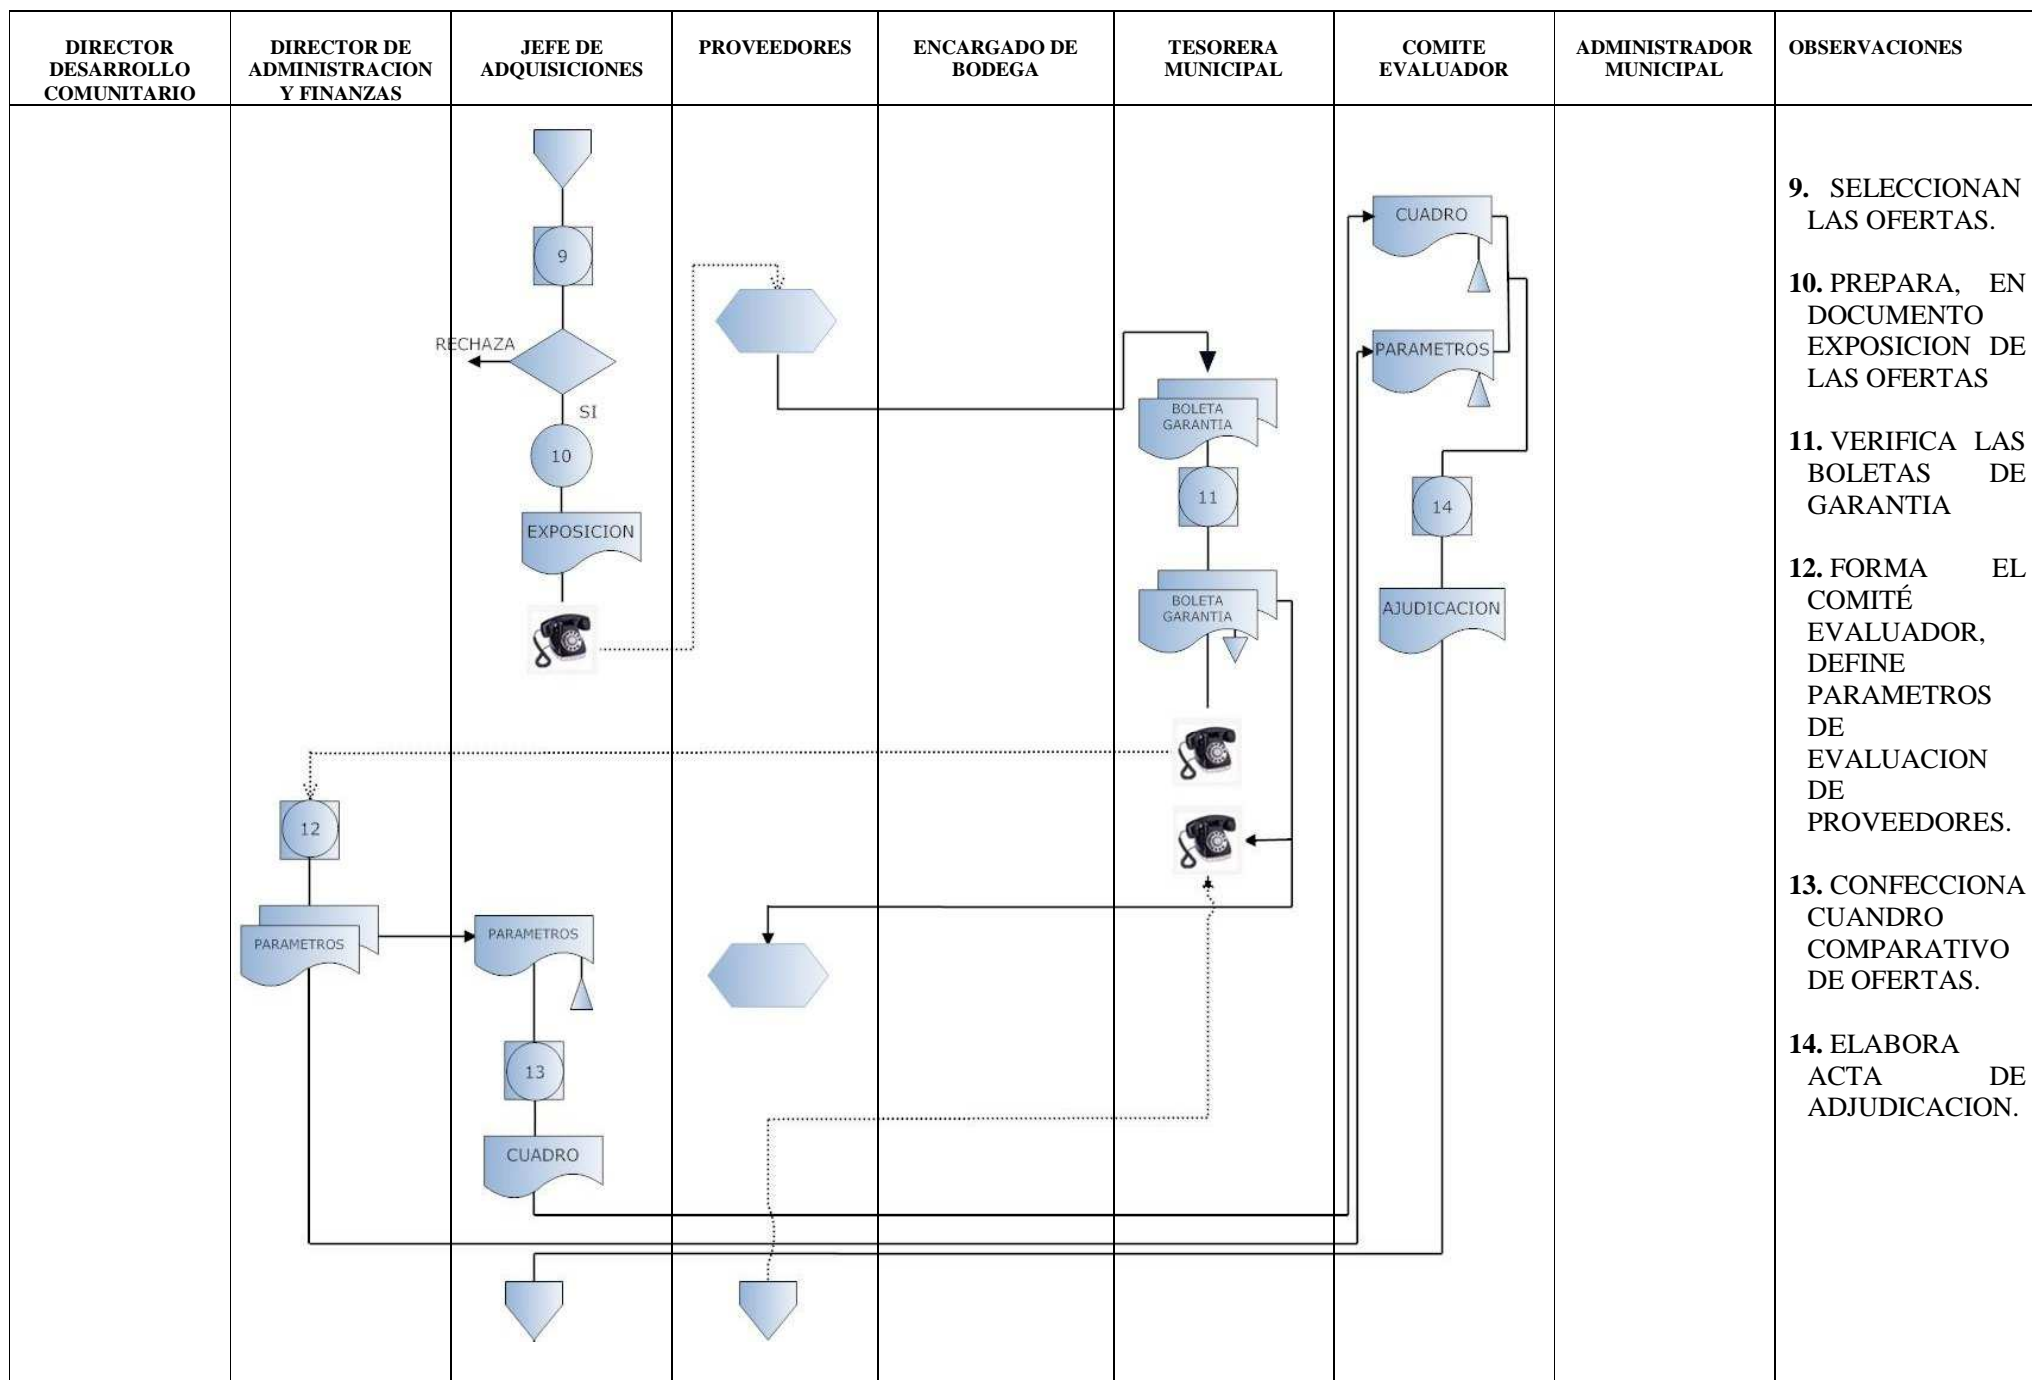 DIRECTOR
DESARROLLO
COMUNITARIO
DIRECTOR DE
ADMINISTRACION
Y FINANZAS
JEFE DE
ADQUISICIONES
PROVEEDORES
ENCARGADO DE
BODEGA
TESORERA
MUNICIPAL
COMITE
EVALUADOR
ADMINISTRADOR
MUNICIPAL
OBSERVACIONES
9
RECHAZA
SI
10
EXPOSICION
12
PARAMETROS
PARAMETROS
13
CUADRO
BOLETA
GARANTIA
11
BOLETA
GARANTIA
CUADRO
PARAMETROS
14
AJUDICACION
9. SELECCIONAN
LAS OFERTAS.
10. PREPARA, EN
DOCUMENTO
EXPOSICION DE
LAS OFERTAS
11. VERIFICA LAS
BOLETAS DE
GARANTIA
12. FORMA EL
COMITÉ
EVALUADOR,
DEFINE
PARAMETROS
DE
EVALUACION
DE
PROVEEDORES.
13. CONFECCIONA
CUANDRO
COMPARATIVO
DE OFERTAS.
14. ELABORA
ACTA DE
ADJUDICACION.